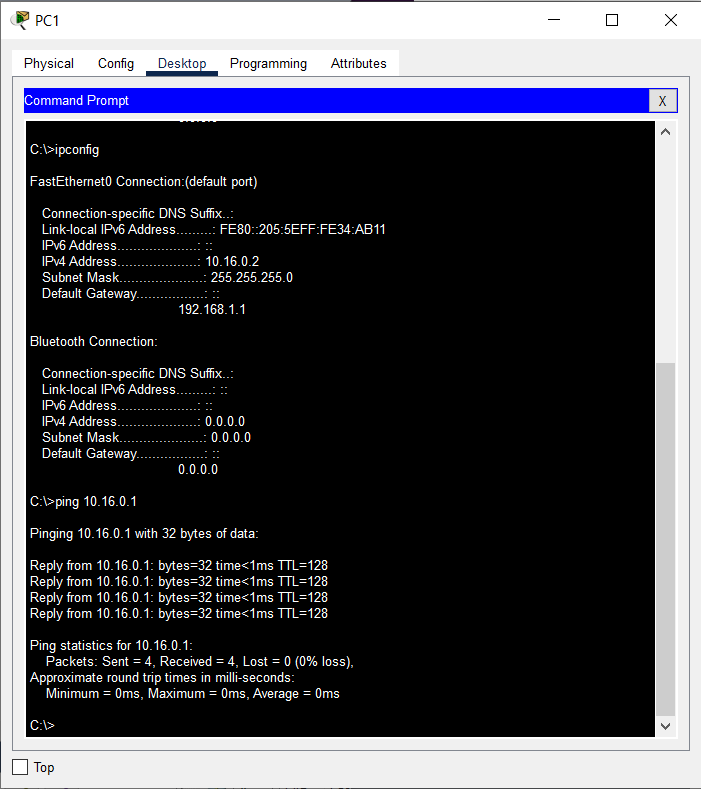 PC1
Physical Config Desktop Programming Attributes
Command Prompt X
C:\>ipconfig
FastEthernet0 Connection:(default port)
Connection-specific DNS Suffix..:
Link-local IPv6 Address.........: FE80::205:5EFF:FE34:AB11
IPv6 Address....................: ::
IPv4 Address....................: 10.16.0.2
Subnet Mask.....................: 255.255.255.0
Default Gateway.................: ::
192.168.1.1
Bluetooth Connection:
Connection-specific DNS Suffix..:
Link-local IPv6 Address.........: ::
IPv6 Address....................: ::
IPv4 Address....................: 0.0.0.0
Subnet Mask.....................: 0.0.0.0
Default Gateway.................: ::
0.0.0.0
C:\>ping 10.16.0.1
Pinging 10.16.0.1 with 32 bytes of data:
Reply from 10.16.0.1: bytes=32 time<1ms TTL=128
Reply from 10.16.0.1: bytes=32 time<1ms TTL=128
Reply from 10.16.0.1: bytes=32 time<1ms TTL=128
Reply from 10.16.0.1: bytes=32 time<1ms TTL=128
Ping statistics for 10.16.0.1:
Packets: Sent = 4, Received = 4, Lost = 0 (0% loss),
Approximate round trip times in milli-seconds:
Minimum = 0ms, Maximum = 0ms, Average = 0ms
C:\>
Top